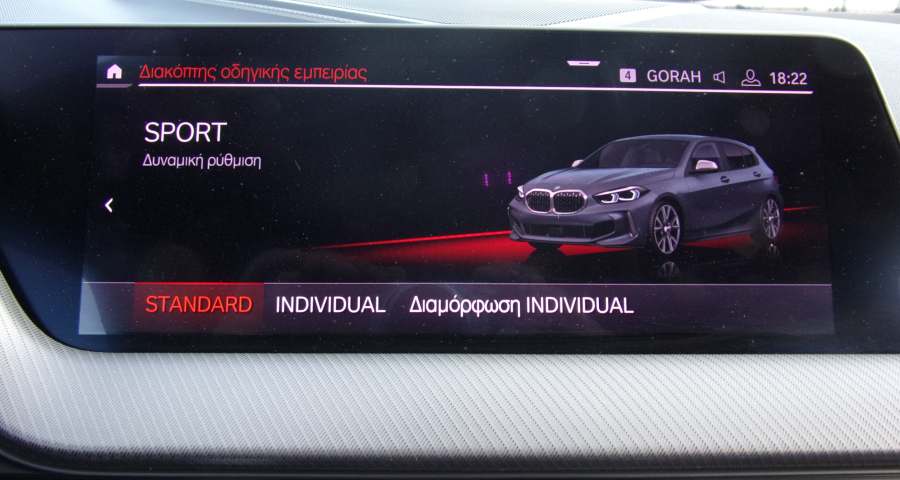 Διακόπτης οδηγικής εμπειρίας
4 GORAH 18:22
SPORT
Δυναμική ρύθμιση
STANDARD INDIVIDUAL Διαμόρφωση INDIVIDUAL